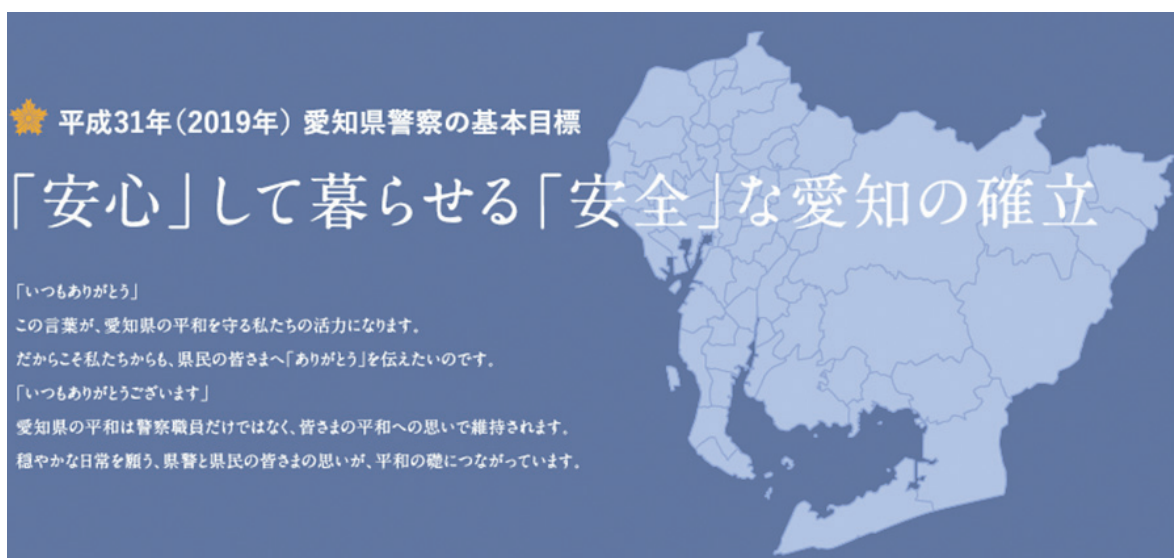 平成31年（2019年） 愛知県警察の基本目標
「安心」して暮らせる「安全」な愛知の確立
「いつもありがとう」
この言葉が、愛知県の平和を守る私たちの活力になります。
だからこそ私たちからも、県民の皆さまへ「ありがとう」を伝えたいのです。
「いつもありがとうございます」
愛知県の平和は警察職員だけではなく、皆さまの平和への思いで維持されます。
穏やかな日常を願う、県警と県民の皆さまの思いが、平和の礎につながっています。